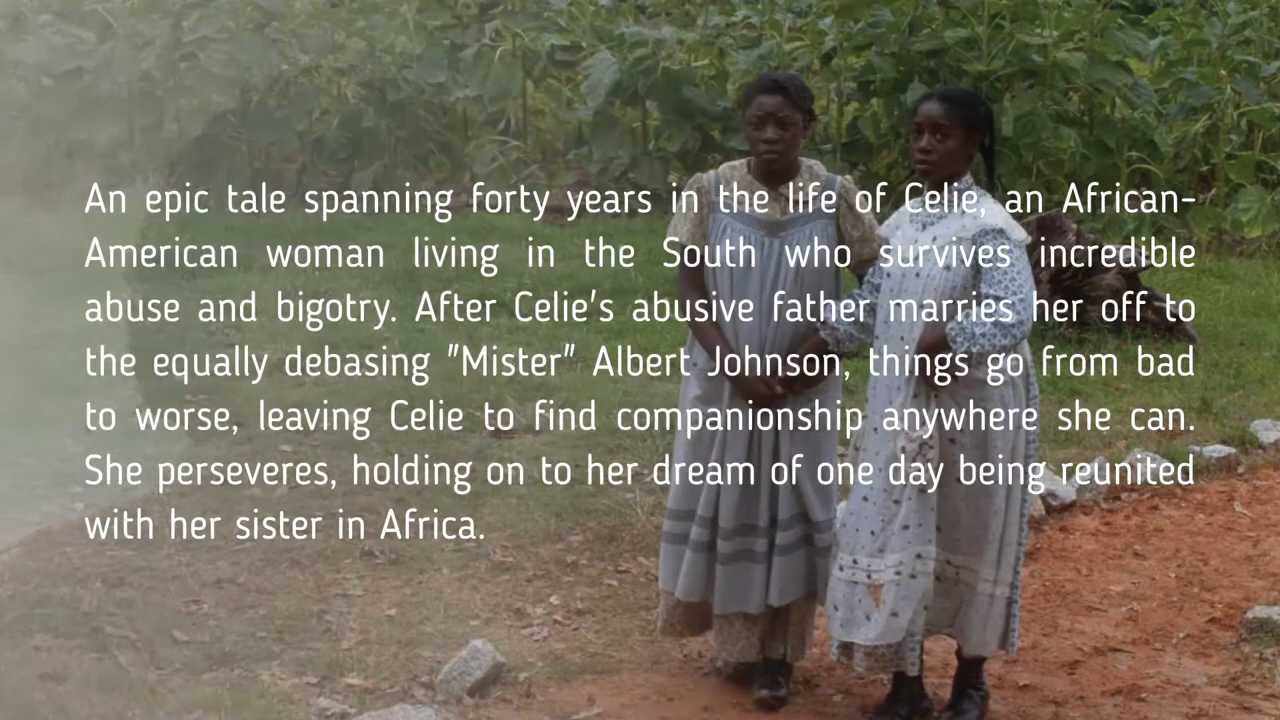 An epic tale spanning forty years in the life of Celie, an African-
American woman living in the South who survives incredible
abuse and bigotry. After Celie's abusive father marries her off to
the equally debasing "Mister" Albert Johnson, things go from bad
to worse, leaving Celie to find companionship anywhere she can.
She perseveres, holding on to her dream of one day being reunited
with her sister in Africa.